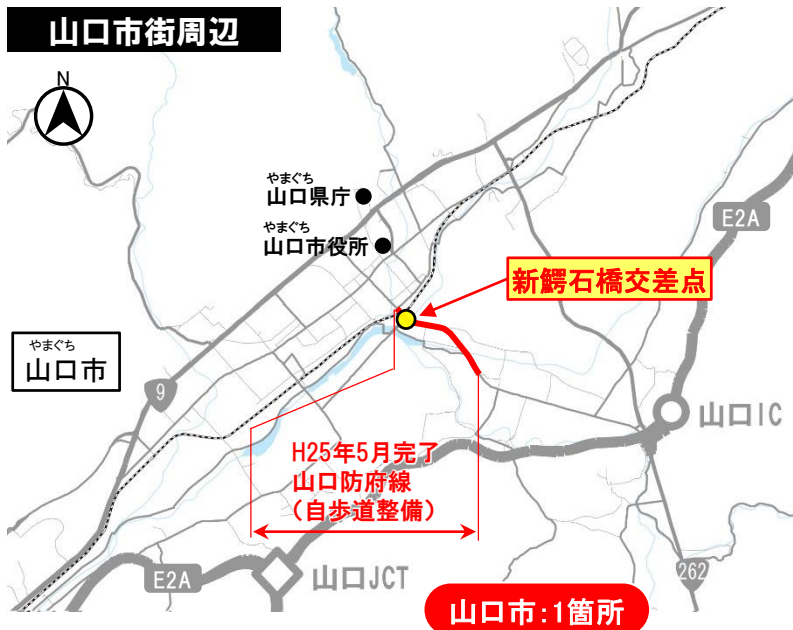 山口市街周辺
N
やまぐち
山口県庁
やまぐち
山口市役所
E2A
新鰐石橋交差点
やまぐち
山口市
9
山口IC
H25年5月完了
山口防府線
（自歩道整備）
E2A
山口JCT
262
山口市：1箇所